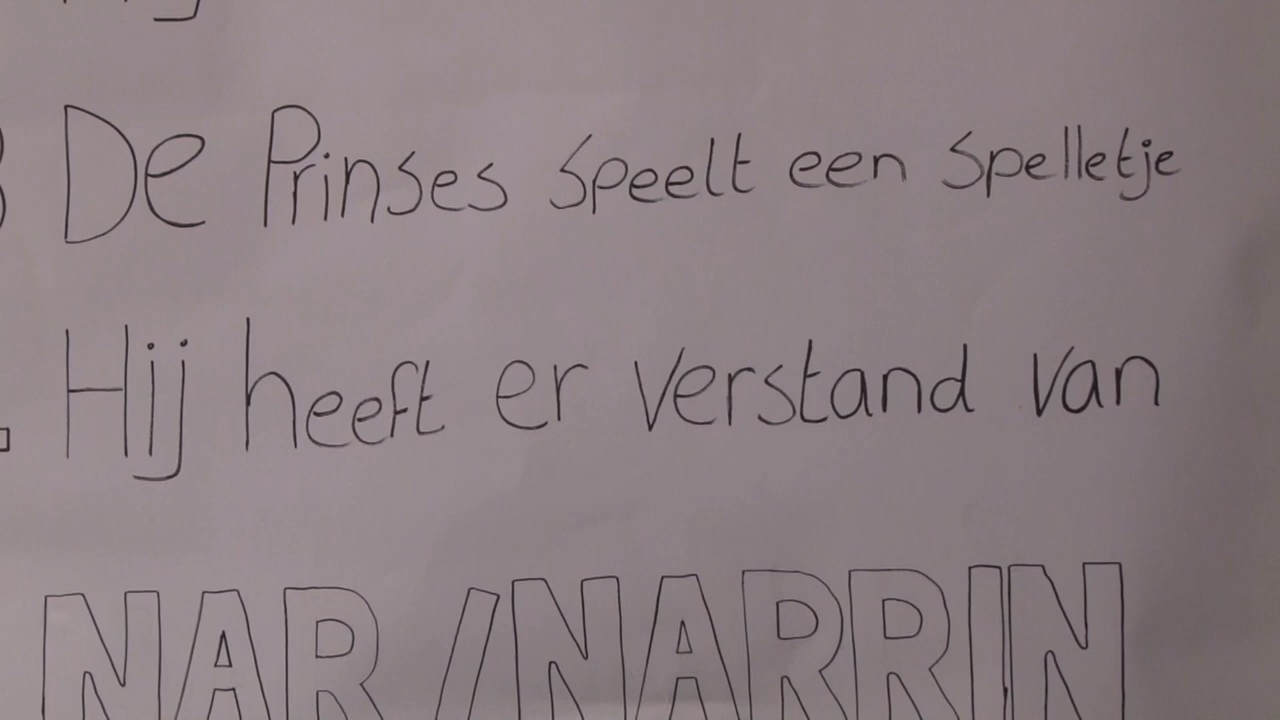 De Prinses speelt een Spelletje
Hij heeft er verstand van
NAR / NARRIN